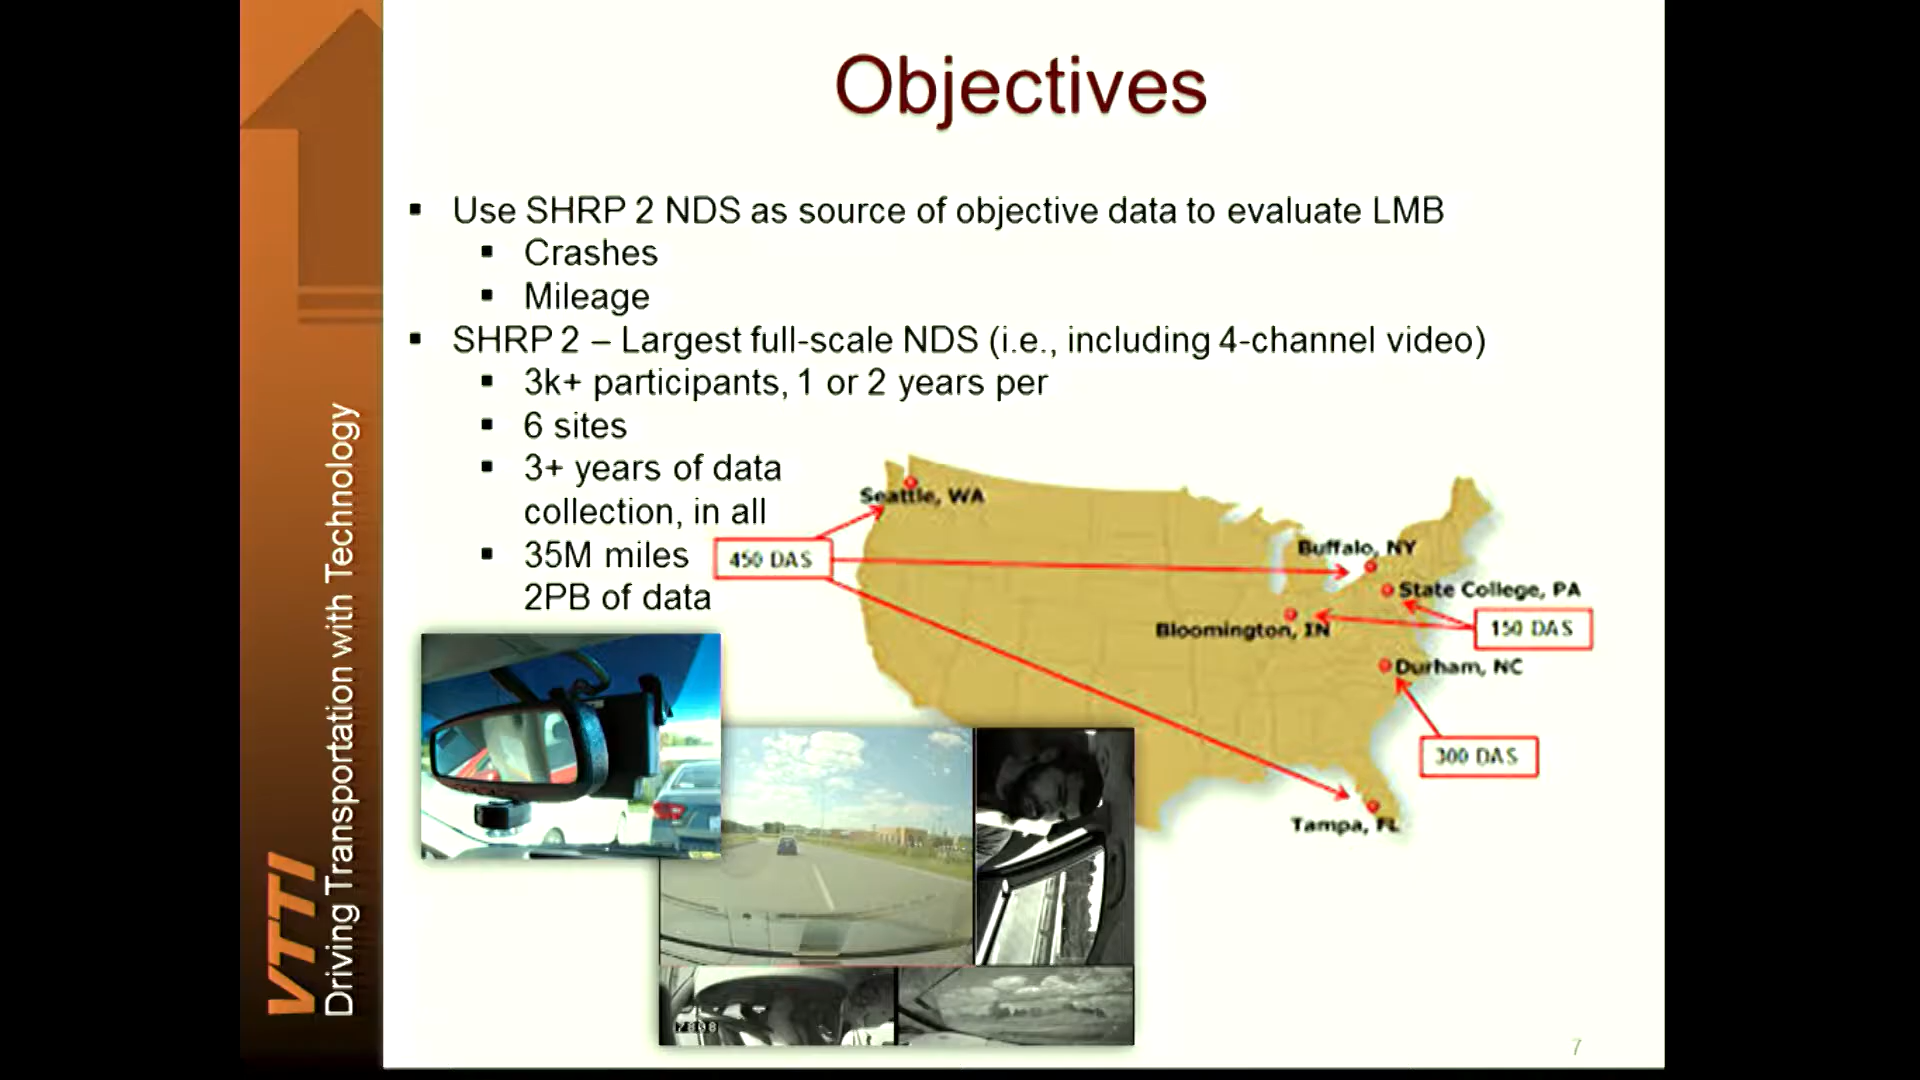 Objectives
Use SHRP 2 NDS as source of objective data to evaluate LMB
Crashes
Mileage
SHRP 2 – Largest full-scale NDS (i.e., including 4-channel video)
3k+ participants, 1 or 2 years per
6 sites
3+ years of data
collection, in all
35M miles
2PB of data
Seattle, WA
450 DAS
Buffalo, NY
State College, PA
Bloomington, IN
150 DAS
Durham, NC
300 DAS
Tampa, FL
VTTI
Driving Transportation with Technology
7